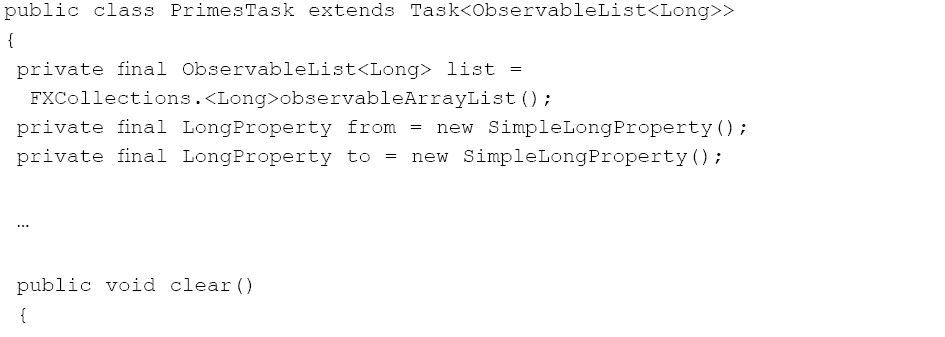 public class PrimesTask extends Task<ObservableList<Long>>
{
private final ObservableList<Long> list =
FXCollections.<Long>observableArrayList();
private final LongProperty from = new SimpleLongProperty();
private final LongProperty to = new SimpleLongProperty();
…
public void clear()
{